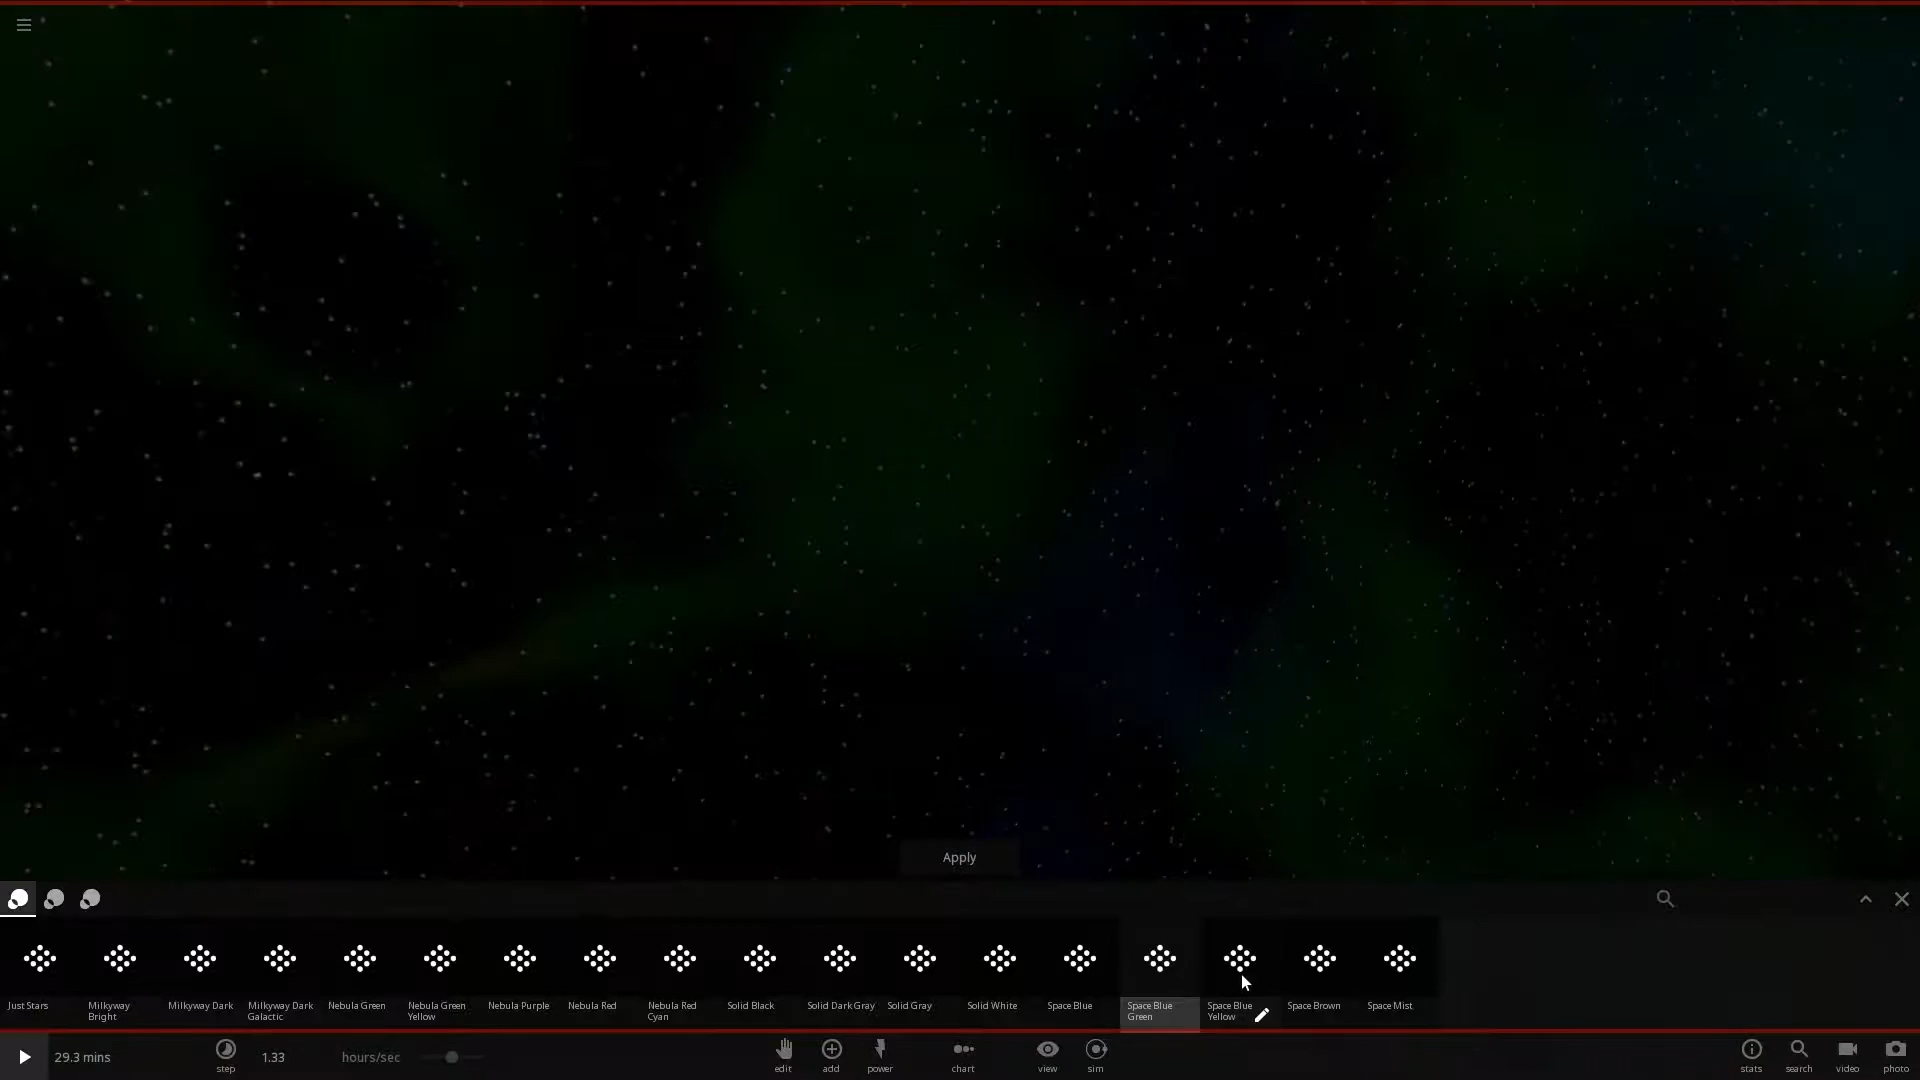 Apply
Just Stars
Milkyway
Bright
Milkyway Dark
Milkyway Dark
Galactic
Nebula Green
Nebula Green
Yellow
Nebula Purple
Nebula Red
Nebula Red
Cyan
Solid Black
Solid Dark Gray
Solid Gray
Solid White
Space Blue
Space Blue
Green
Space Blue
Yellow
Space Brown
Space Mist
29.3 mins
step
1.33
hours/sec
edit
add
power
chart
view
sim
stats
search
video
photo